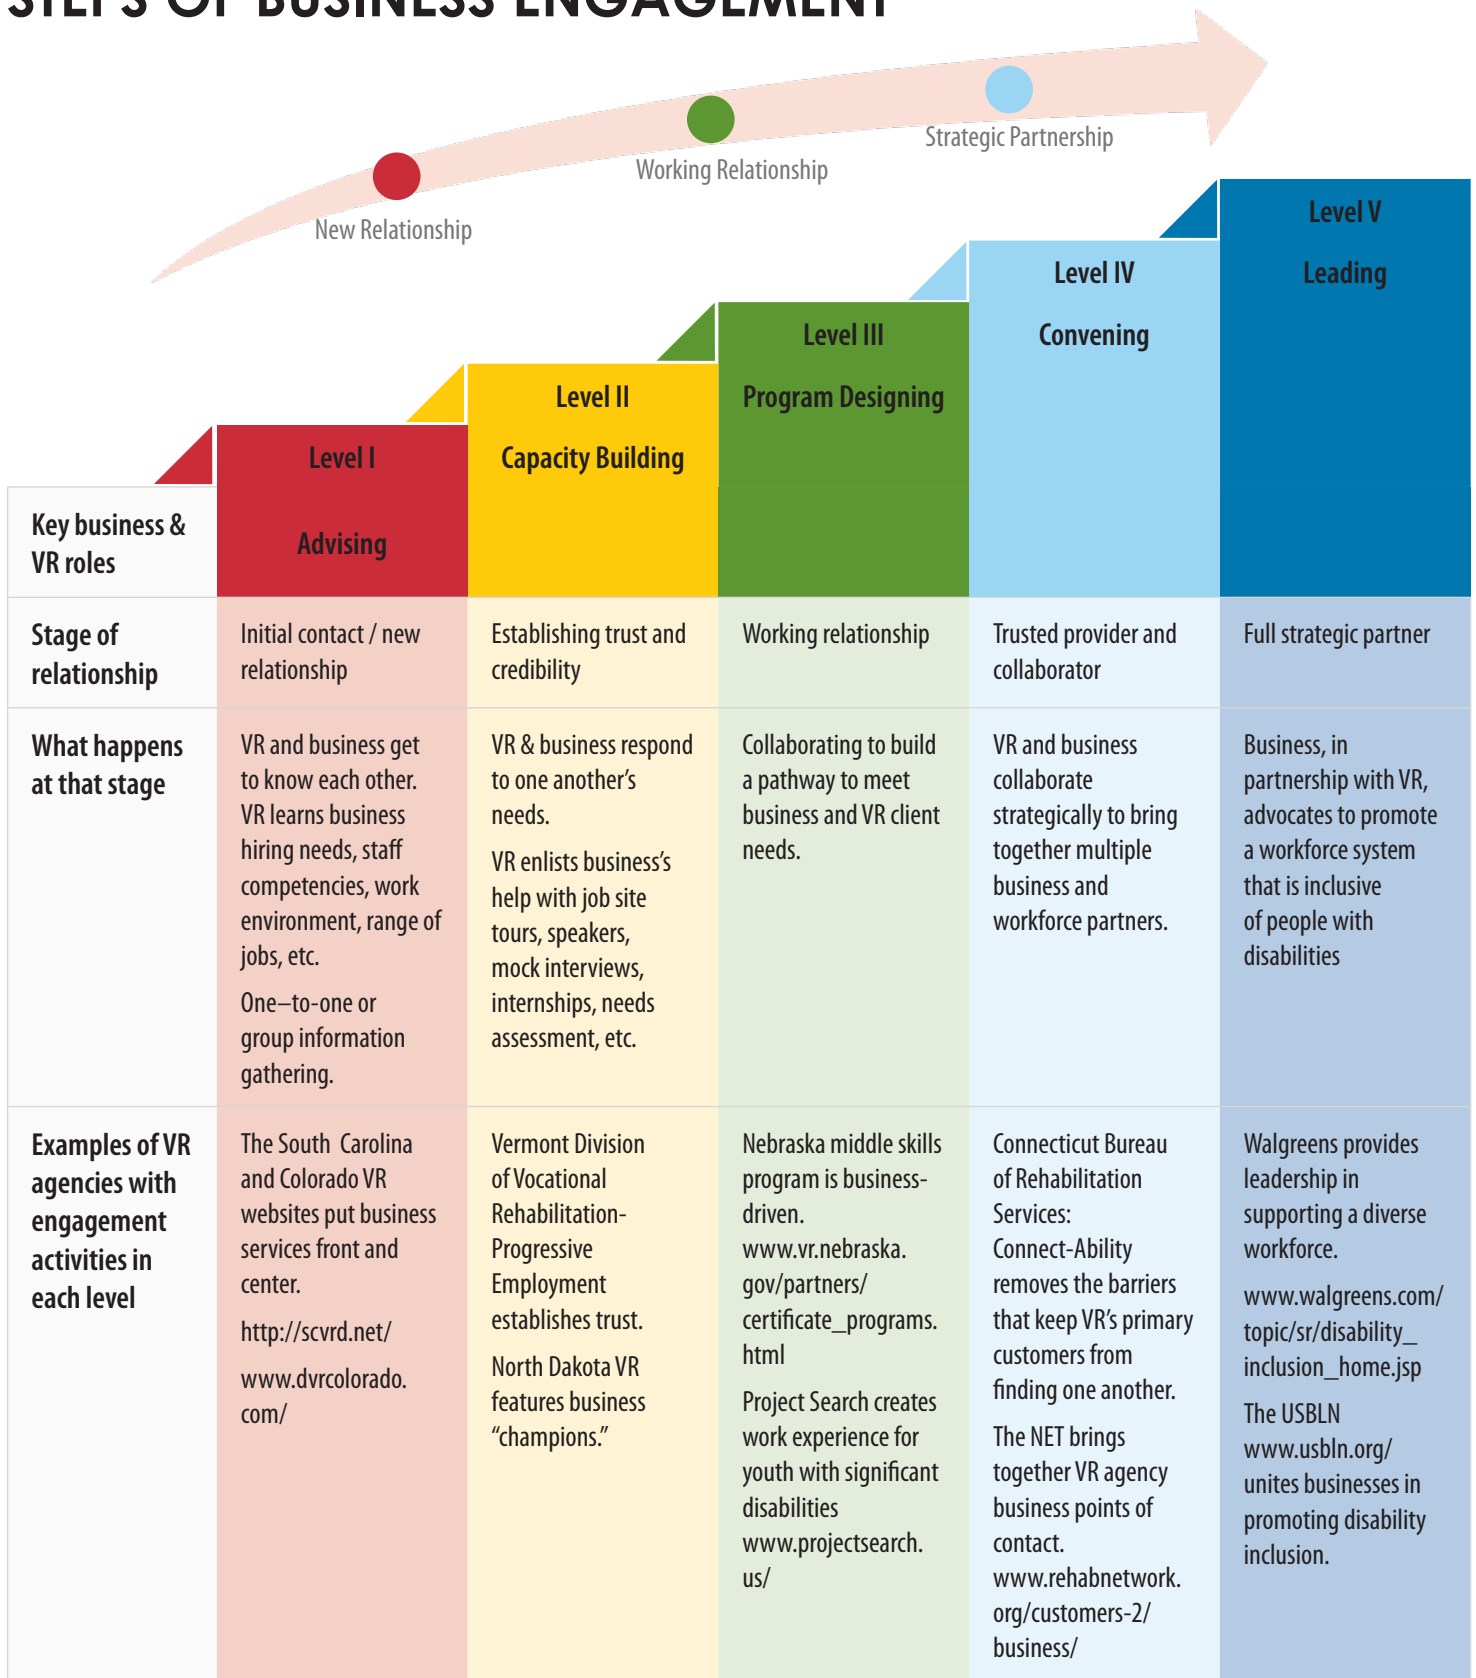 STEPS OF BUSINESS ENGAGEMENT
New Relationship
Working Relationship
Strategic Partnership
Level I
Advising
Level II
Capacity Building
Level III
Program Designing
Level IV
Convening
Level V
Leading
Key business &
VR roles
Stage of
relationship
Initial contact / new
relationship
Establishing trust and
credibility
Working relationship
Trusted provider and
collaborator
Full strategic partner
What happens
at that stage
VR and business get
to know each other.
VR learns business
hiring needs, staff
competencies, work
environment, range of
jobs, etc.
One–to-one or
group information
gathering.
VR & business respond
to one another’s
needs.
VR enlists business’s
help with job site
tours, speakers,
mock interviews,
internships, needs
assessment, etc.
Collaborating to build
a pathway to meet
business and VR client
needs.
VR and business
collaborate
strategically to bring
together multiple
business and
workforce partners.
Business, in
partnership with VR,
advocates to promote
a workforce system
that is inclusive
of people with
disabilities
Examples of VR
agencies with
engagement
activities in
each level
The South Carolina
and Colorado VR
websites put business
services front and
center.
http://scvrd.net/
www.dvrcolorado.
com/
Vermont Division
of Vocational
Rehabilitation-
Progressive
Employment
establishes trust.
North Dakota VR
features business
“champions.”
Nebraska middle skills
program is business-
driven.
www.vr.nebraska.
gov/partners/
certificate_programs.
html
Project Search creates
work experience for
youth with significant
disabilities
www.projectsearch.
us/
Connecticut Bureau
of Rehabilitation
Services:
Connect-Ability
removes the barriers
that keep VR’s primary
customers from
finding one another.
The NET brings
together VR agency
business points of
contact.
www.rehabnetwork.
org/customers-2/
business/
Walgreens provides
leadership in
supporting a diverse
workforce.
www.walgreens.com/
topic/sr/disability_
inclusion_home.jsp
The USBLN
www.usbln.org/
unites businesses in
promoting disability
inclusion.